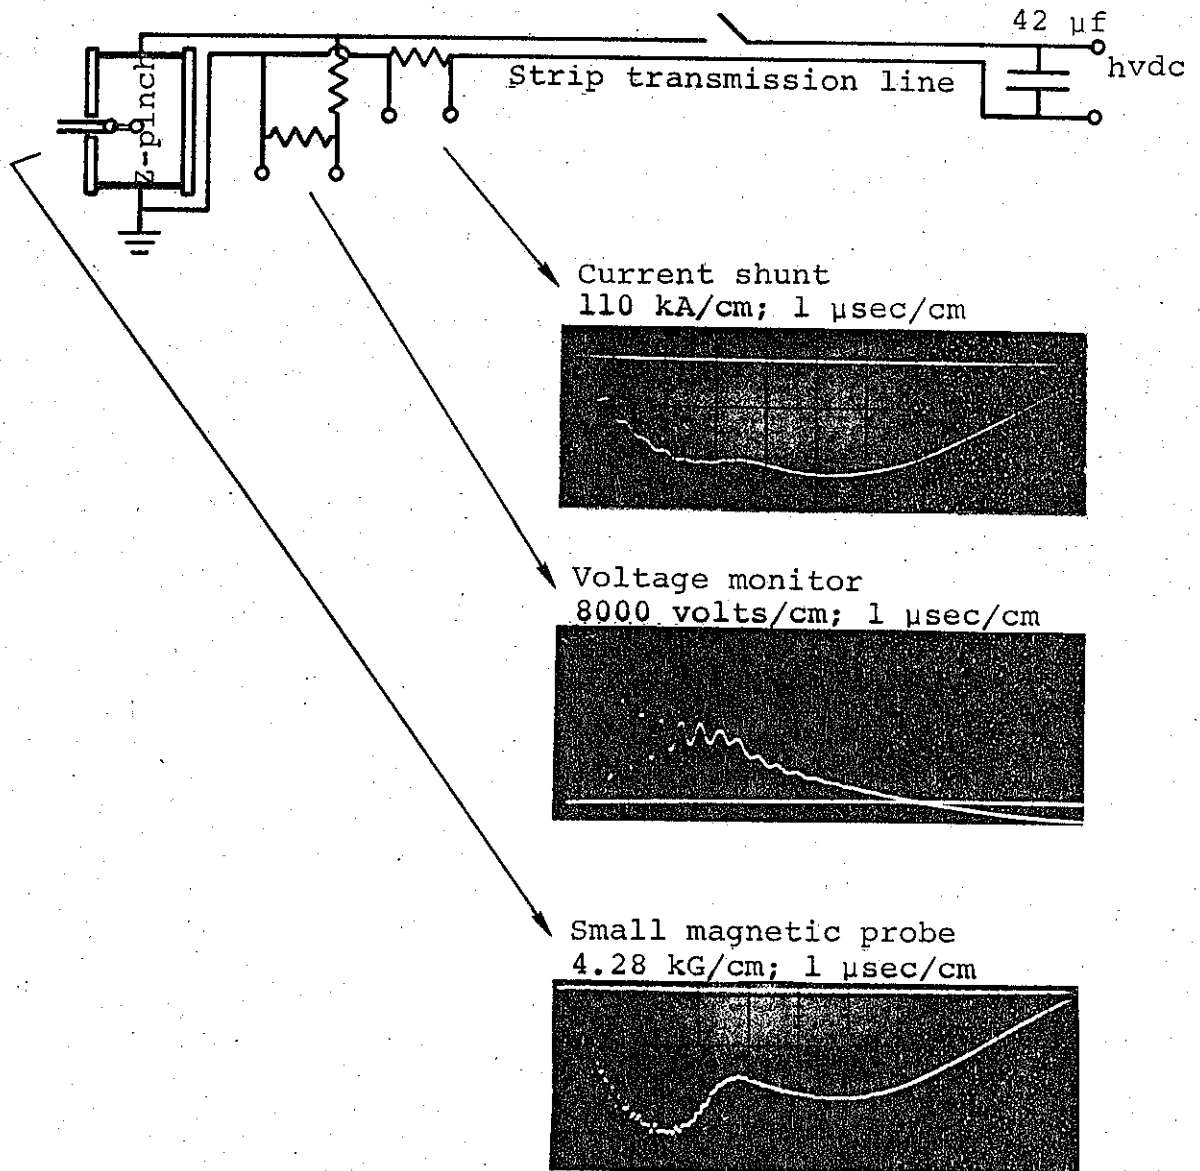 42 μf
hvdc
Strip transmission line
Z-pinch
Current shunt
110 kA/cm; 1 μsec/cm
Voltage monitor
8000 volts/cm; 1 μsec/cm
Small magnetic probe
4.28 kG/cm; 1 μsec/cm